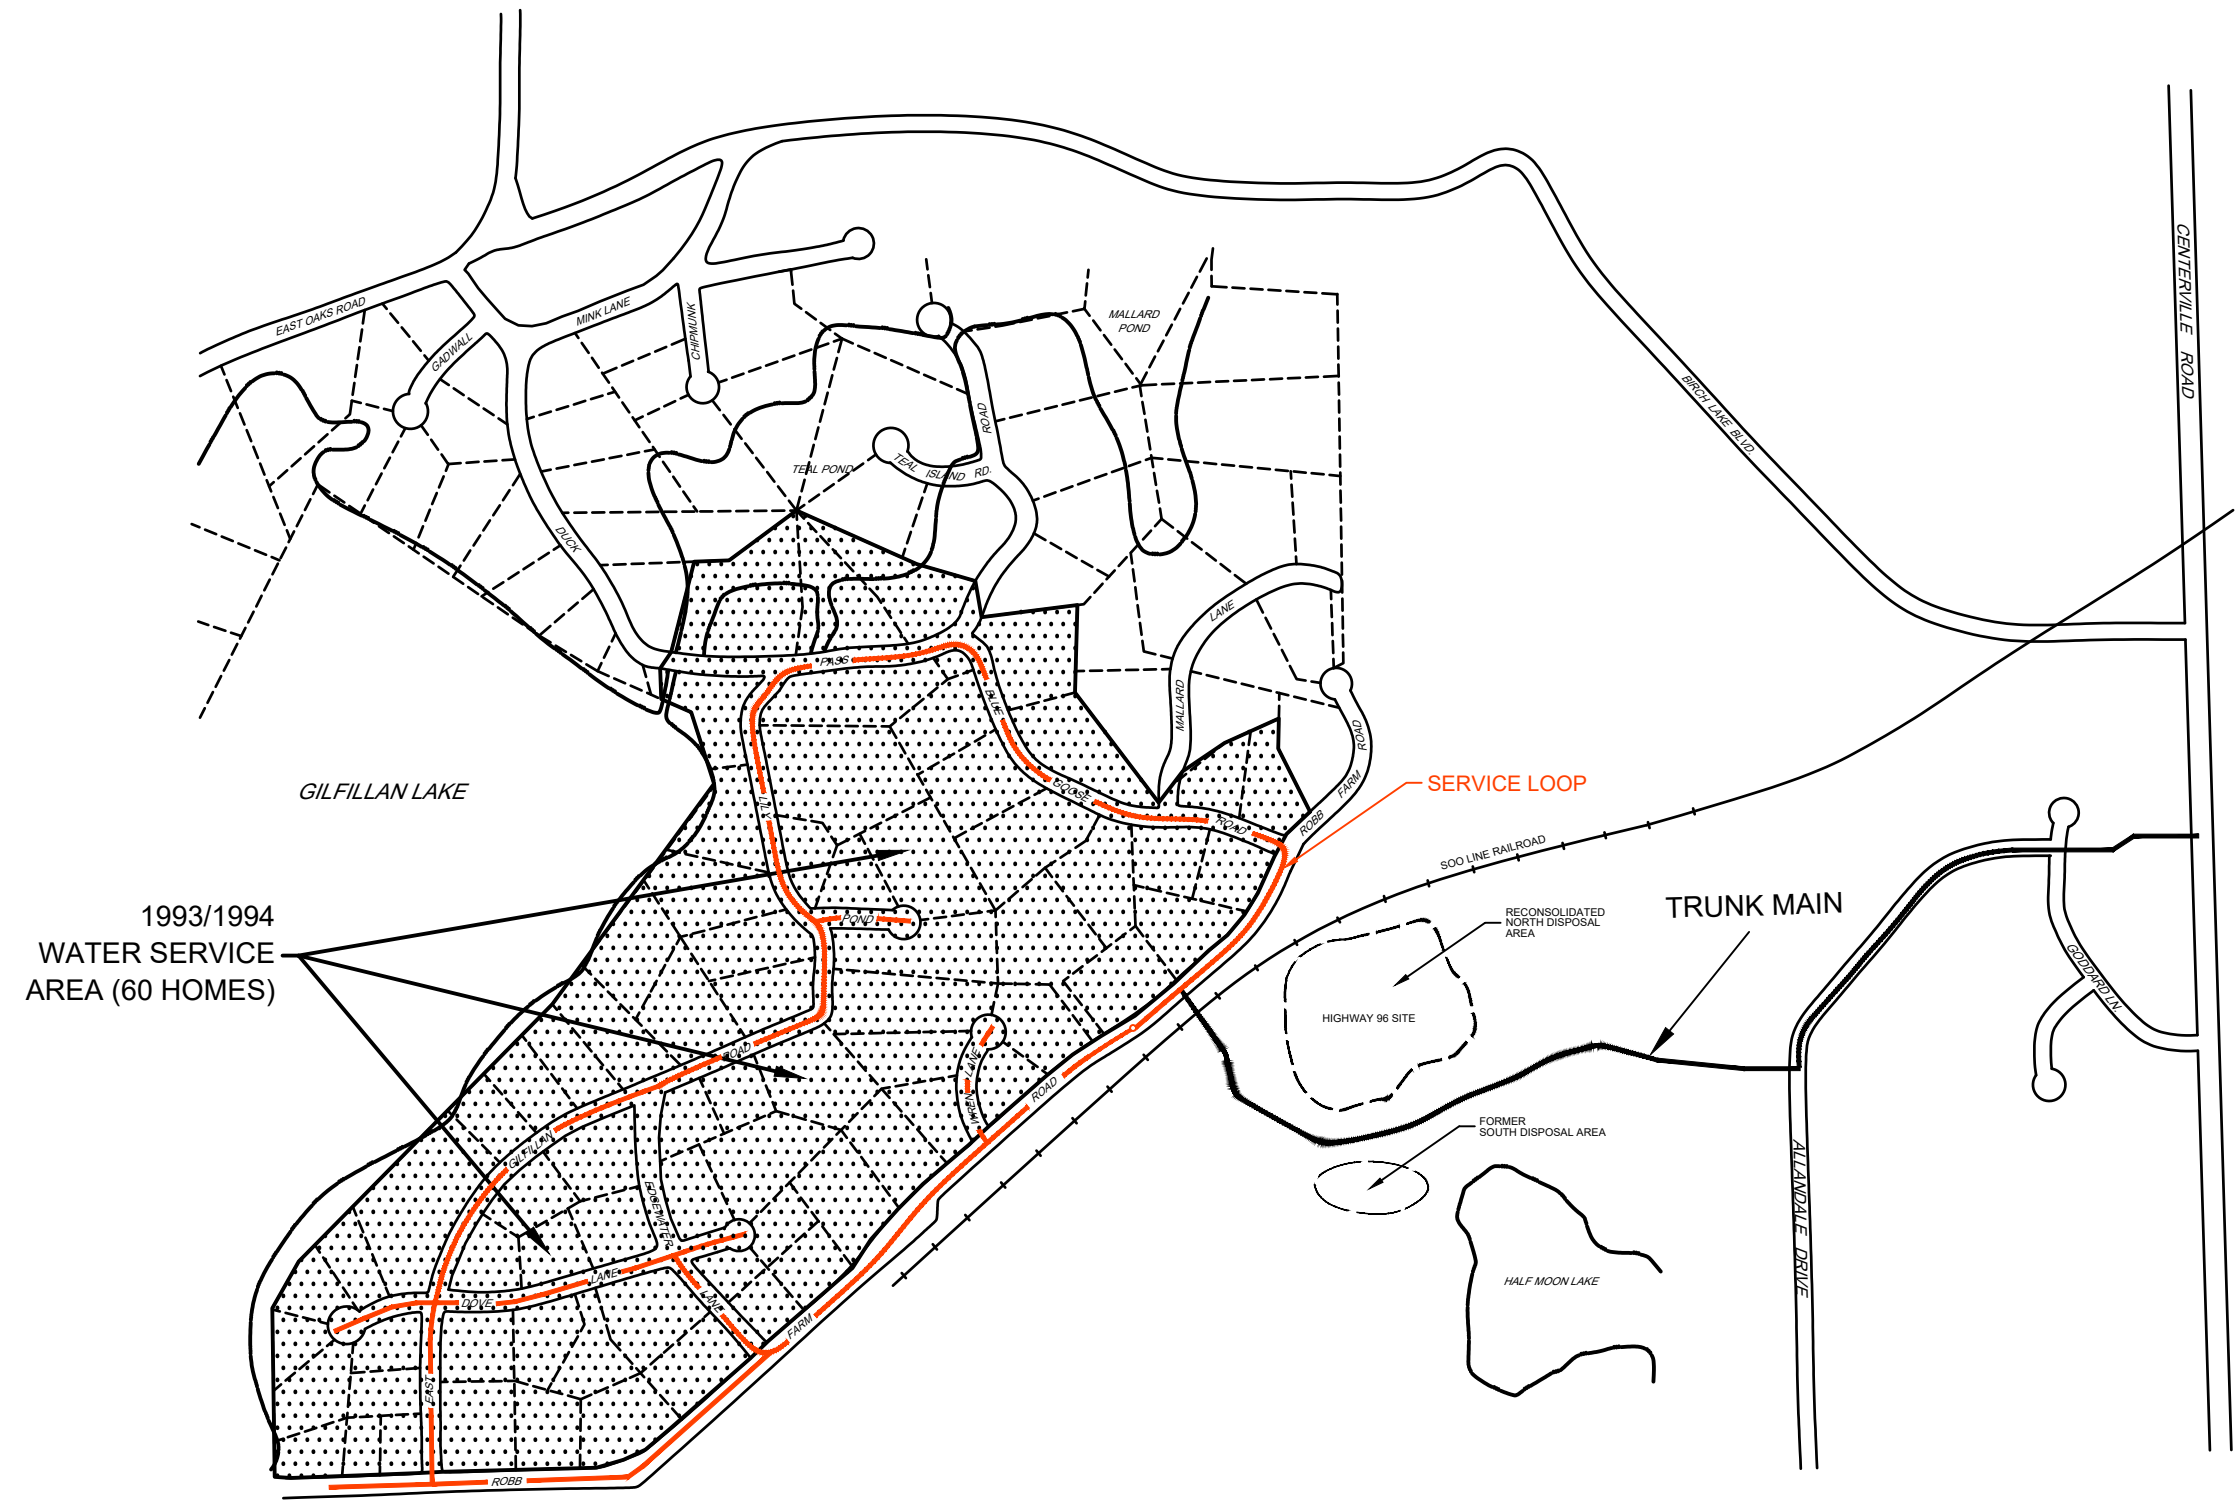 EAST OAKS ROAD
GADWALL
MINK LANE
CHIPMUNK
MALLARD
POND
CENTERVILLE ROAD
BIRCH LAKE BLVD.
ROAD
TEAL POND
TEAL ISLAND RD.
DUCK
PASS
LANE
MALLARD
BLUE
GOOSE
ROAD
ROAD
FARM
ROBB
GILFILLAN LAKE
LILY
POND
SERVICE LOOP
SOO LINE RAILROAD
1993/1994
WATER SERVICE
AREA (60 HOMES)
RECONSOLIDATED
NORTH DISPOSAL
AREA
TRUNK MAIN
HIGHWAY 96 SITE
GODDARD LN.
ROAD
GILFILLAN
EAST
LANE
WREN
ROAD
FARM
ROBB
EDGEWATER
LANE
DOVE
LANE
FORMER
SOUTH DISPOSAL AREA
HALF MOON LAKE
ALLANDALE DRIVE